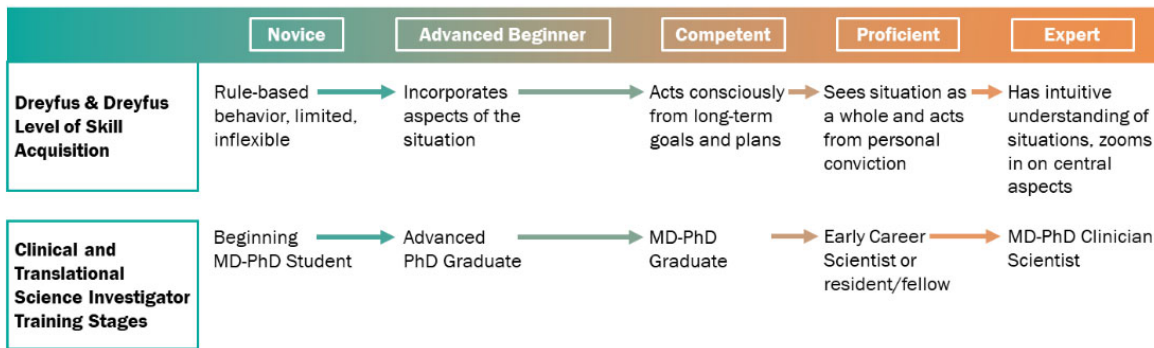 Novice
Advanced Beginner
Competent
Proficient
Expert
Dreyfus & Dreyfus
Level of Skill
Acquisition
Rule-based
behavior, limited,
inflexible
Incorporates
aspects of the
situation
Acts consciously
from long-term
goals and plans
Sees situation as
a whole and acts
from personal
conviction
Has intuitive
understanding of
situations, zooms
in on central
aspects
Clinical and
Translational
Science Investigator
Training Stages
Beginning
MD-PhD Student
Advanced
PhD Graduate
MD-PhD
Graduate
Early Career
Scientist or
resident/fellow
MD-PhD Clinician
Scientist